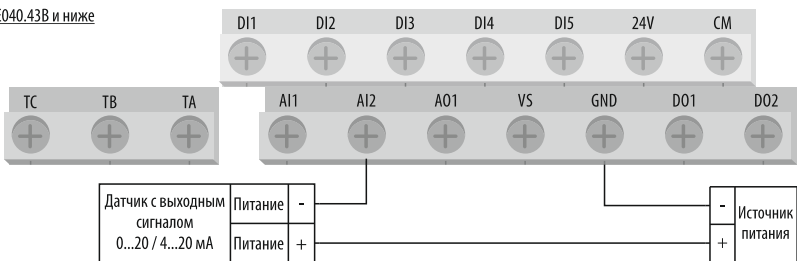 E040.43B и ниже
DI1 DI2 DI3 DI4 DI5 24V CM
TC TB TA AI1 AI2 AO1 VS GND DO1 DO2
Датчик с выходным
сигналом
0...20 / 4...20 мА
Питание -
Питание +
- Источник
+ питания